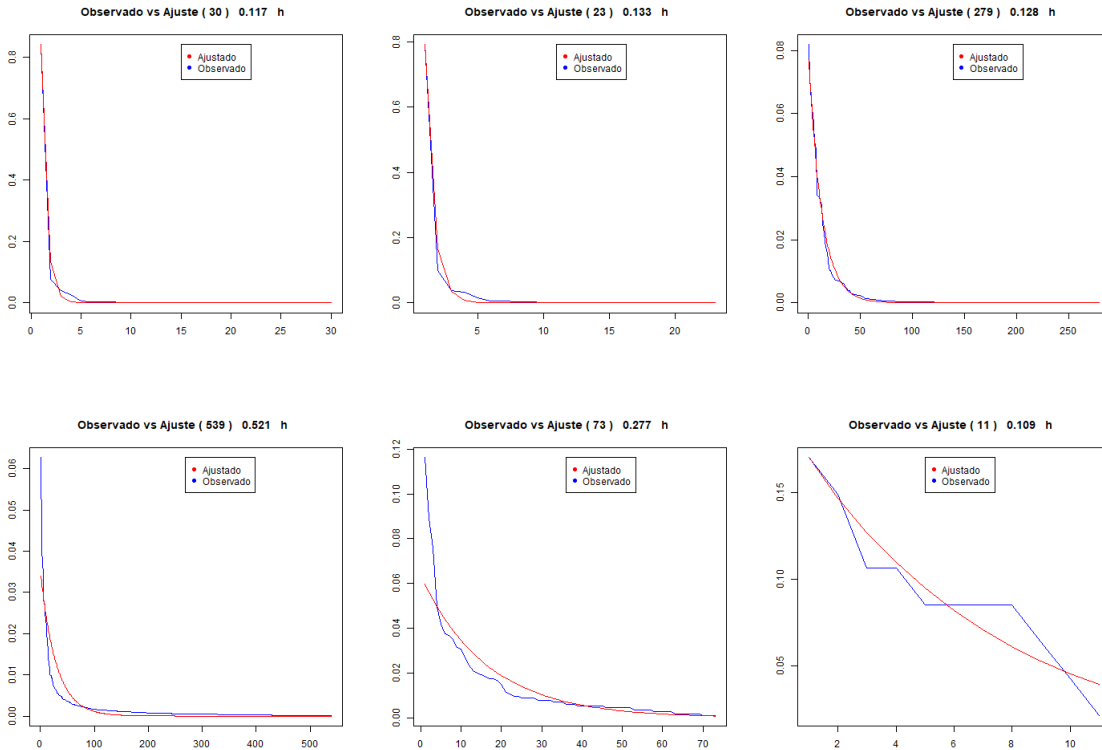 Observado vs Ajuste ( 30 )   0.117   h
Ajustado
Observado
0.8
0.6
0.4
0.2
0.0
0 5 10 15 20 25 30
Observado vs Ajuste ( 23 )   0.133   h
Ajustado
Observado
0.8
0.6
0.4
0.2
0.0
5 10 15 20
Observado vs Ajuste ( 279 )   0.128   h
Ajustado
Observado
0.08
0.06
0.04
0.02
0.00
0 50 100 150 200 250
Observado vs Ajuste ( 539 )   0.521   h
Ajustado
Observado
0.06
0.05
0.04
0.03
0.02
0.01
0.00
0 100 200 300 400 500
Observado vs Ajuste ( 73 )   0.277   h
Ajustado
Observado
0.12
0.10
0.08
0.06
0.04
0.02
0.00
0 10 20 30 40 50 60 70
Observado vs Ajuste ( 11 )   0.109   h
Ajustado
Observado
0.15
0.10
0.05
2 4 6 8 10